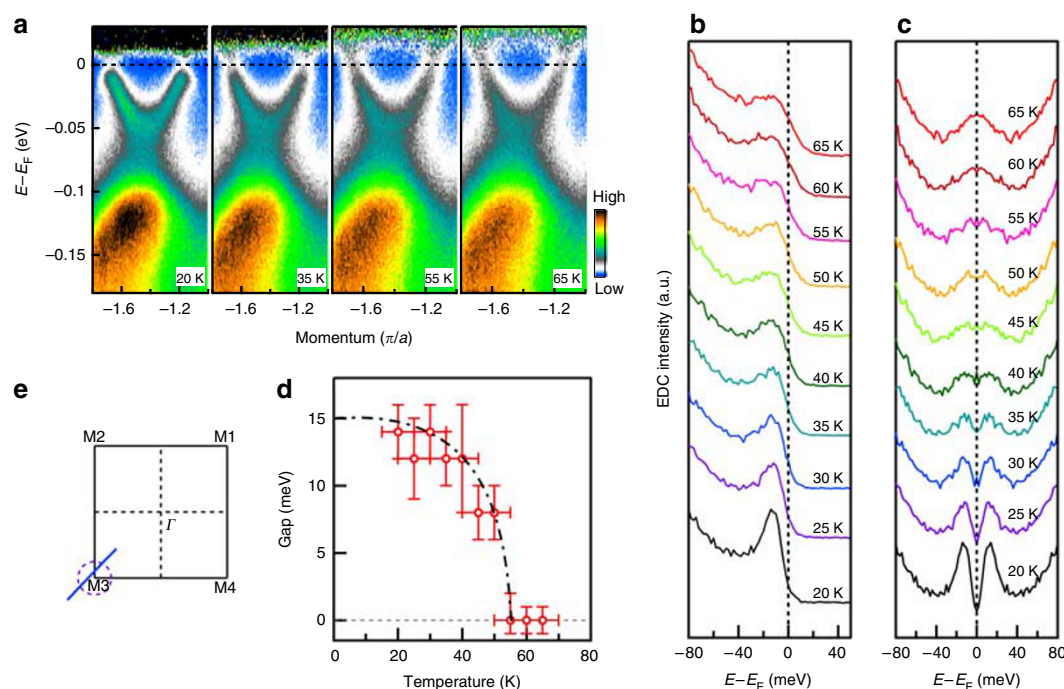 a
E–E_F (eV)
0
−0.05
−0.1
−0.15
20 K
35 K
55 K
65 K
High
Low
−1.6 −1.2 −1.6 −1.2 −1.6 −1.2 −1.6 −1.2
Momentum (π/a)
b
EDC intensity (a.u.)
65 K
60 K
55 K
50 K
45 K
40 K
35 K
30 K
25 K
20 K
−80 −40 0 40
E–E_F (meV)
c
65 K
60 K
55 K
50 K
45 K
40 K
35 K
30 K
25 K
20 K
−80 −40 0 40 80
E–E_F (meV)
e
M2 M1
Γ
M3 M4
d
Gap (meV)
15
10
5
0
0 20 40 60 80
Temperature (K)